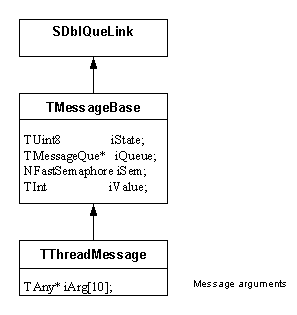 SDblQueLink
TMessageBase
TUint8 iState;
TMessageQue* iQueue;
NFastSemaphore iSem;
TInt iValue;
TThreadMessage
TAny* iArg[10];
Message arguments